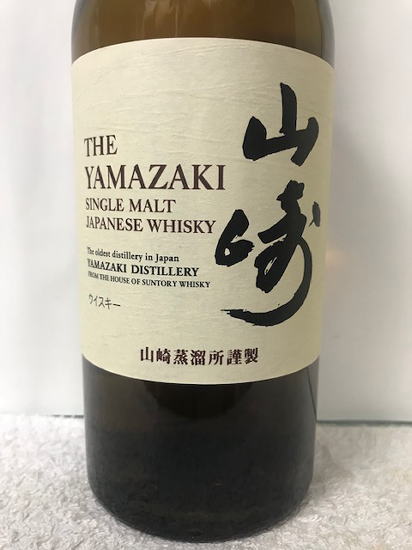 THE
YAMAZAKI
SINGLE MALT
JAPANESE WHISKY
The oldest distillery in Japan
YAMAZAKI DISTILLERY
FROM THE HOUSE OF SUNTORY WHISKY
ウイスキー
山崎
山崎蒸溜所謹製